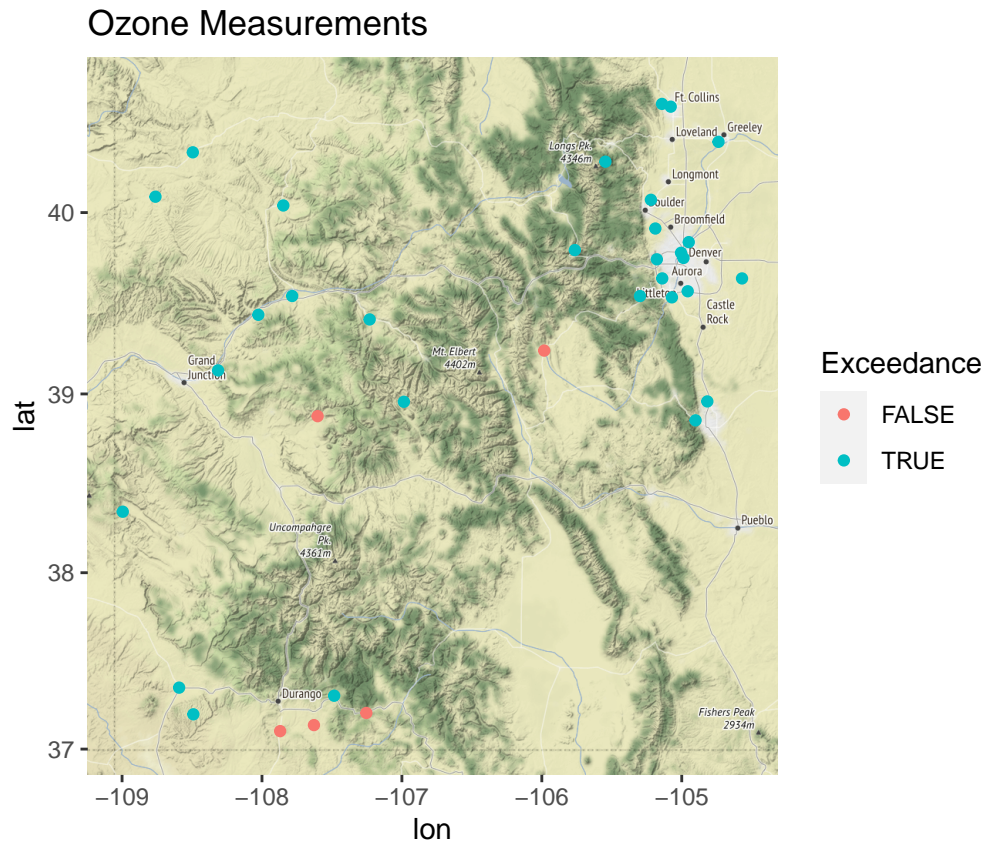 Ozone Measurements
Ft. Collins
Loveland
Greeley
Longs Pk.
4346m
Longmont
oulder
Broomfield
Denver
Aurora
Littleton
Castle
Rock
Mt. Elbert
4402m
Grand
Junction
Pueblo
Uncompahgre
Pk.
4361m
Durango
Fishers Peak
2934m
40
39
38
37
lat
−109
−108
−107
−106
−105
lon
Exceedance
FALSE
TRUE